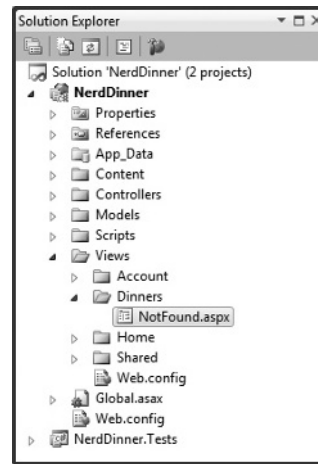 Solution Explorer
Solution 'NerdDinner' (2 projects)
NerdDinner
Properties
References
App_Data
Content
Controllers
Models
Scripts
Views
Account
Dinners
NotFound.aspx
Home
Shared
Web.config
Global.asax
Web.config
NerdDinner.Tests